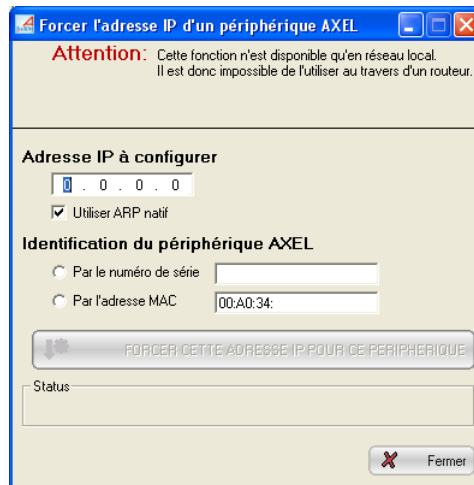 Forcer l'adresse IP d'un périphérique AXEL
Attention: Cette fonction n'est disponible qu'en réseau local.
Il est donc impossible de l'utiliser au travers d'un routeur.
Adresse IP à configurer
0 . 0 . 0 . 0
Utiliser ARP natif
Identification du périphérique AXEL
Par le numéro de série
Par l'adresse MAC 00:A0:34:
FORCER CETTE ADRESSE IP POUR CE PERIPHERIQUE
Status
Fermer